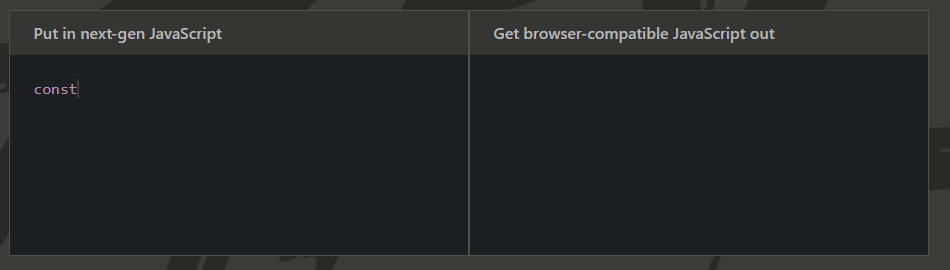 Put in next-gen JavaScript
Get browser-compatible JavaScript out
const